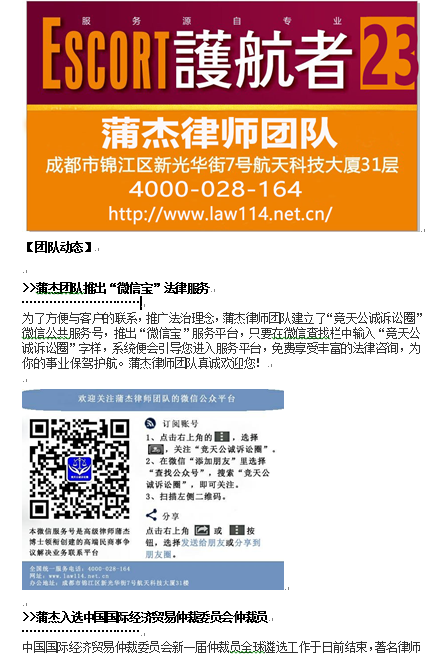 服务源自专业
ESCORT護航者 23
蒲杰律师团队
成都市锦江区新光华街7号航天科技大厦31层
4000-028-164
http://www.law114.net.cn/
【团队动态】
>>蒲杰团队推出“微信宝”法律服务
为了方便与客户的联系，推广法治理念，蒲杰律师团队建立了“竞天公诚诉讼圈”
微信公共服务号，推出“微信宝”服务平台，只要在微信查找栏中输入“竞天公
诚诉讼圈”字样，系统便会引导您进入服务平台，免费享受丰富的法律咨询，为
你的事业保驾护航。蒲杰律师团队真诚欢迎您！
欢迎关注蒲杰律师团队的微信公众平台
订阅账号
1、点击右上角的 ，选择
，关注“竞天公诚诉讼圈”。
2、在微信“添加朋友”里选择
“查找公众号”，搜索“竞天公
诚诉讼圈”，即可关注。
3、扫描左侧二维码。
分享
点击右上角 或 按
钮，选择发送给朋友或分享到
朋友圈。
本微信服务号是高级律师蒲杰
博士领衔创建的高端民商事争
议解决业务联系平台
全国统一服务电话：4000-028-164
网址：www.law114.net.cn
办公地址：成都市锦江区新光华街7号航天科技大厦31楼
>>蒲杰入选中国国际经济贸易仲裁委员会仲裁员
中国国际经济贸易仲裁委员会新一届仲裁员全球遴选工作于日前结束，著名律师